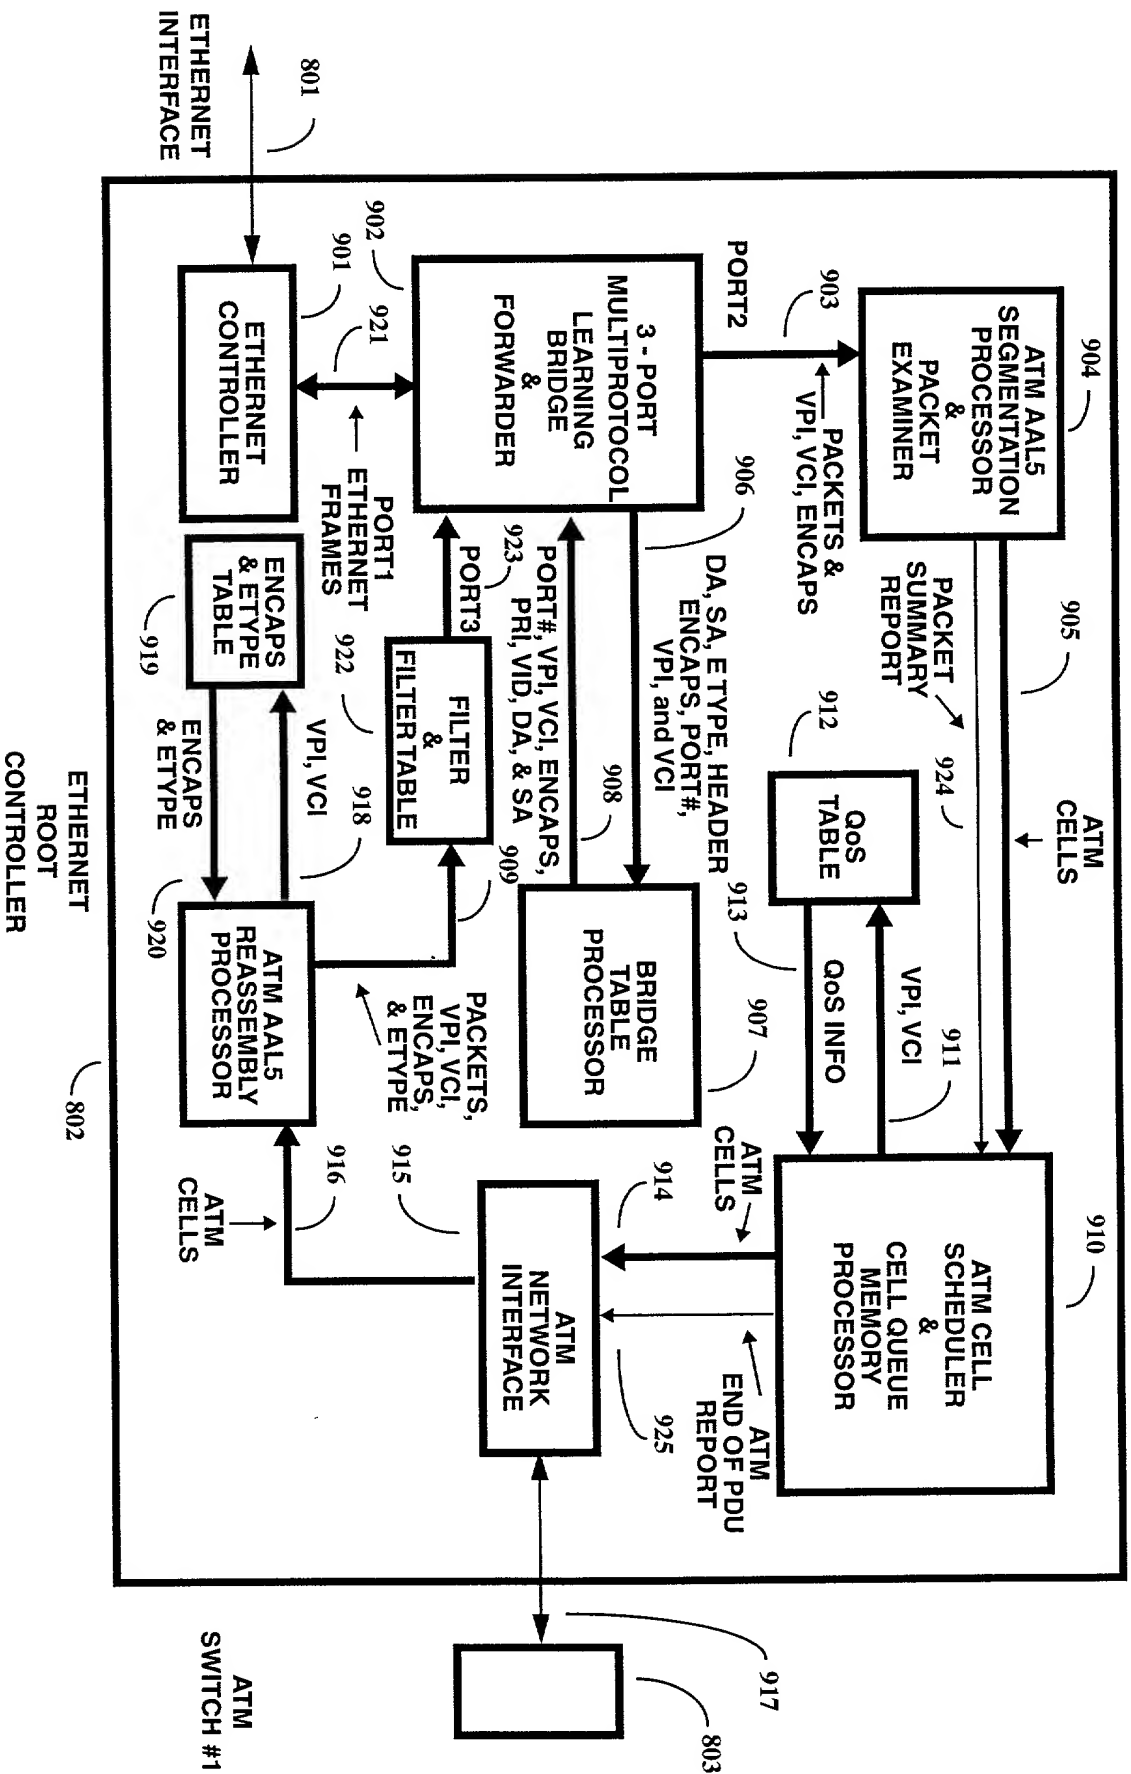 904
ATM AAL5
SEGMENTATION
PROCESSOR
&
PACKET
EXAMINER
905
ATM
CELLS
910
ATM CELL
SCHEDULER
&
CELL QUEUE
MEMORY
PROCESSOR
PACKET
SUMMARY
REPORT
924
903
PACKETS &
VPI, VCI, ENCAPS
PORT2
912
QoS
TABLE
911
VPI, VCI
QoS INFO
913
906
DA, SA, E TYPE, HEADER
ENCAPS, PORT#,
VPI, and VCI
907
ATM
CELLS
914
ATM
END OF PDU
REPORT
925
3 - PORT
MULTIPROTOCOL
LEARNING
BRIDGE
&
FORWARDER
BRIDGE
TABLE
PROCESSOR
908
PORT#, VPI, VCI, ENCAPS,
PRI, VID, DA, & SA
923
PORT3
909
917
803
ATM
NETWORK
INTERFACE
902
901
921
PORT1
ETHERNET
FRAMES
922
FILTER
&
FILTER TABLE
PACKETS,
VPI, VCI,
ENCAPS,
& ETYPE
915
916
ATM
CELLS
801
ETHERNET
INTERFACE
ETHERNET
CONTROLLER
ENCAPS
& ETYPE
TABLE
919
VPI, VCI
918
ENCAPS
& ETYPE
920
ATM AAL5
REASSEMBLY
PROCESSOR
ATM
SWITCH #1
802
ETHERNET
ROOT
CONTROLLER